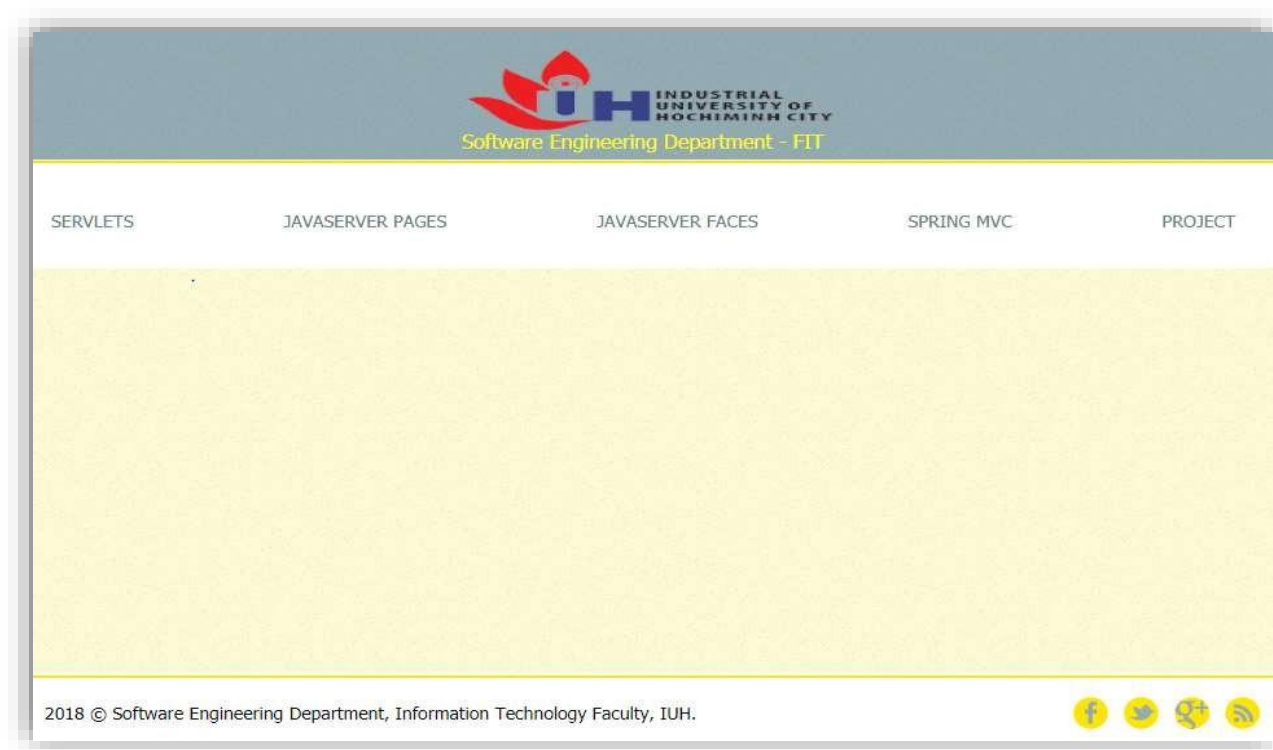 IUH INDUSTRIAL
UNIVERSITY OF
HOCHIMINH CITY
Software Engineering Department - FIT
SERVLETS JAVASERVER PAGES JAVASERVER FACES SPRING MVC PROJECT
2018 © Software Engineering Department, Information Technology Faculty, IUH.
f g+